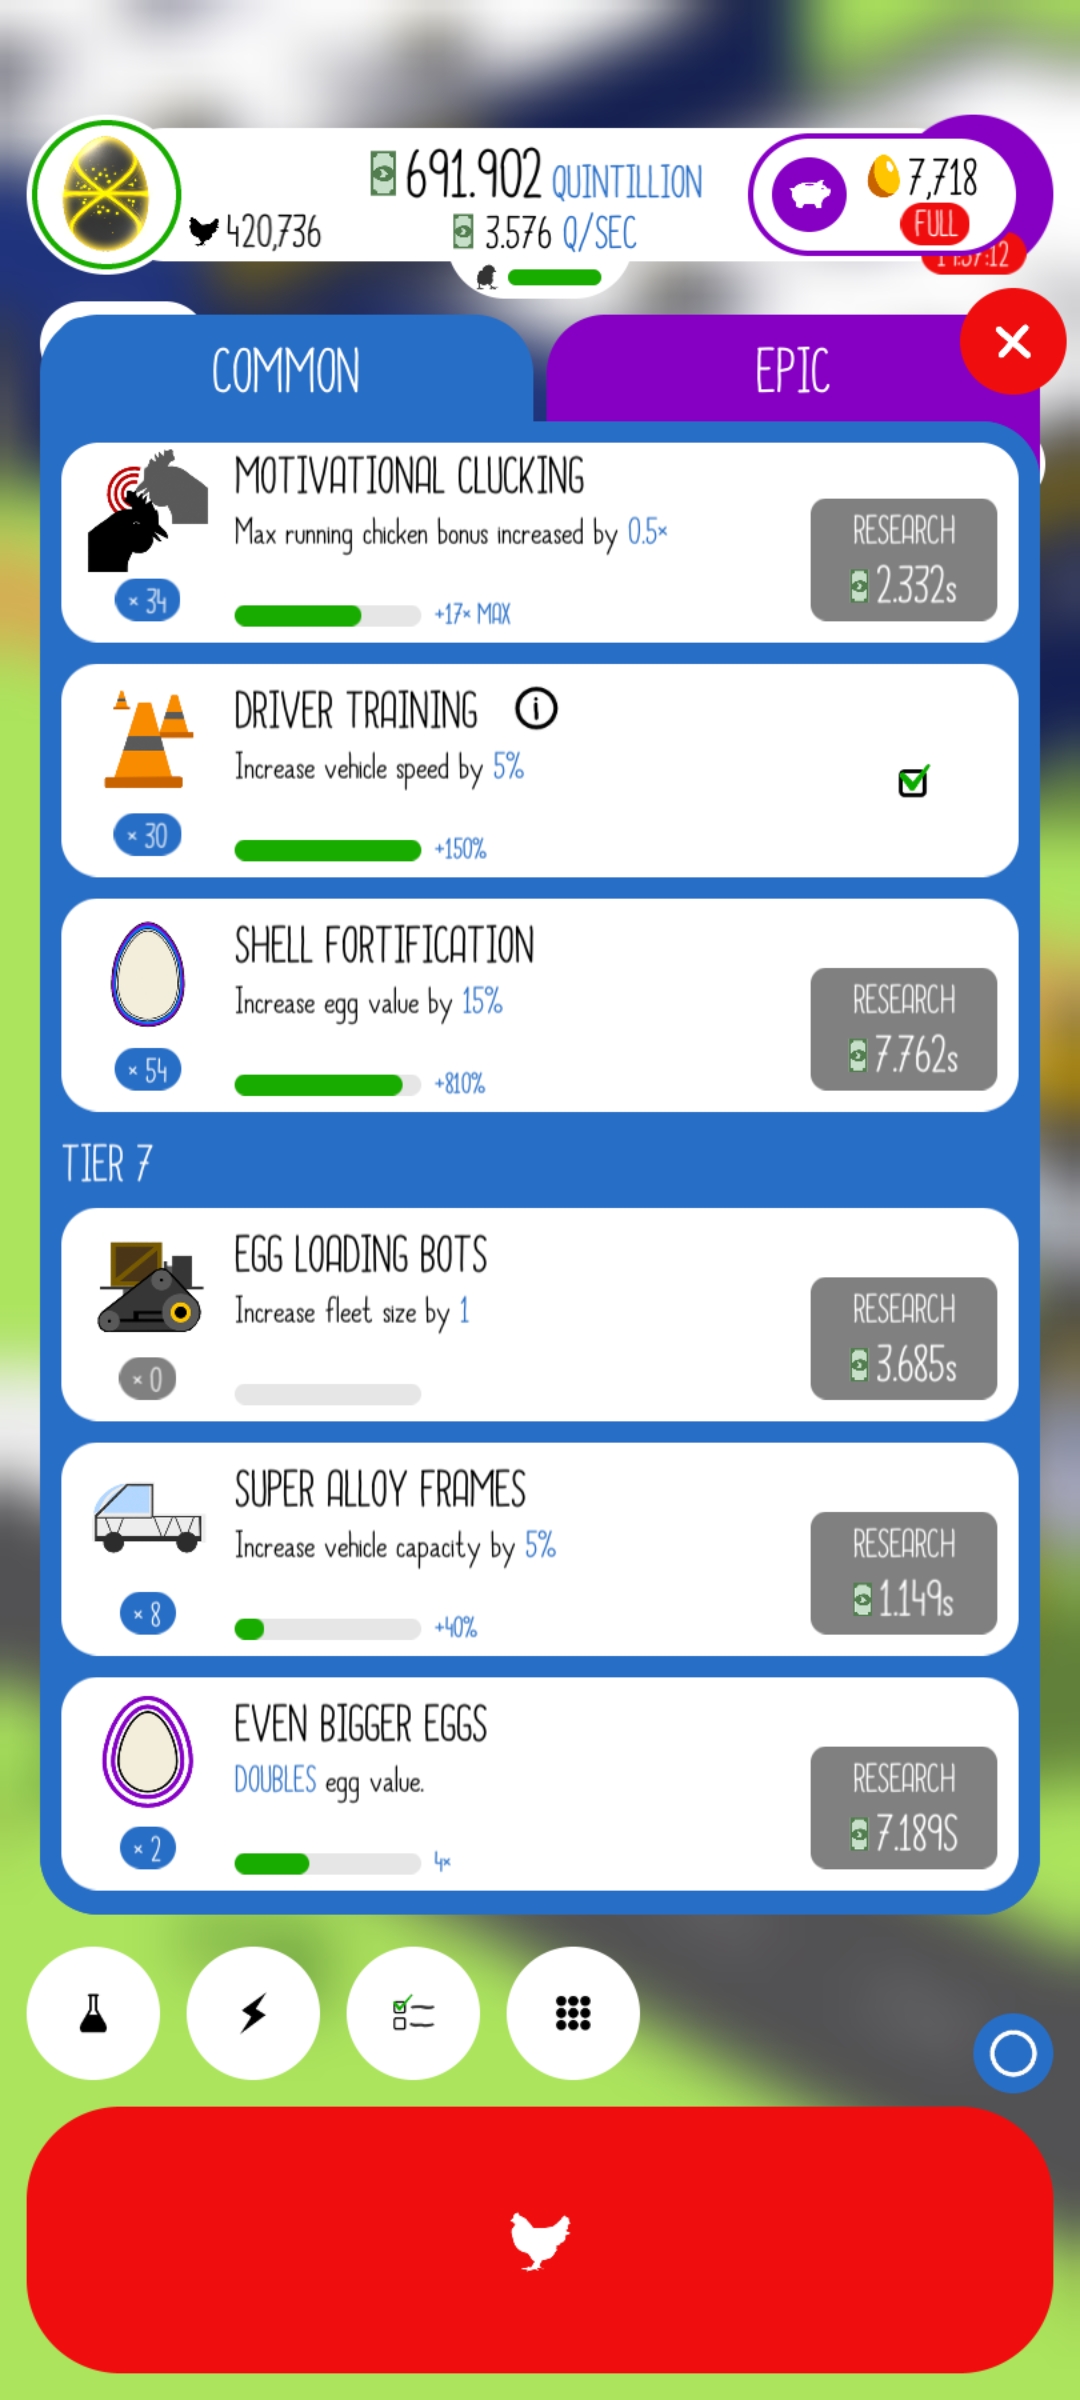 691.902 QUINTILLION
7,718
420,736
3.576 Q/SEC
FULL
COMMON
EPIC
MOTIVATIONAL CLUCKING
Max running chicken bonus increased by 0.5×
RESEARCH
2.332s
× 34
+17× MAX
DRIVER TRAINING i
Increase vehicle speed by 5%
× 30
+150%
SHELL FORTIFICATION
Increase egg value by 15%
RESEARCH
7.762s
× 54
+810%
TIER 7
EGG LOADING BOTS
Increase fleet size by 1
RESEARCH
3.685s
× 0
SUPER ALLOY FRAMES
Increase vehicle capacity by 5%
RESEARCH
1.149s
× 8
+40%
EVEN BIGGER EGGS
DOUBLES egg value.
RESEARCH
7.189S
× 2
4×